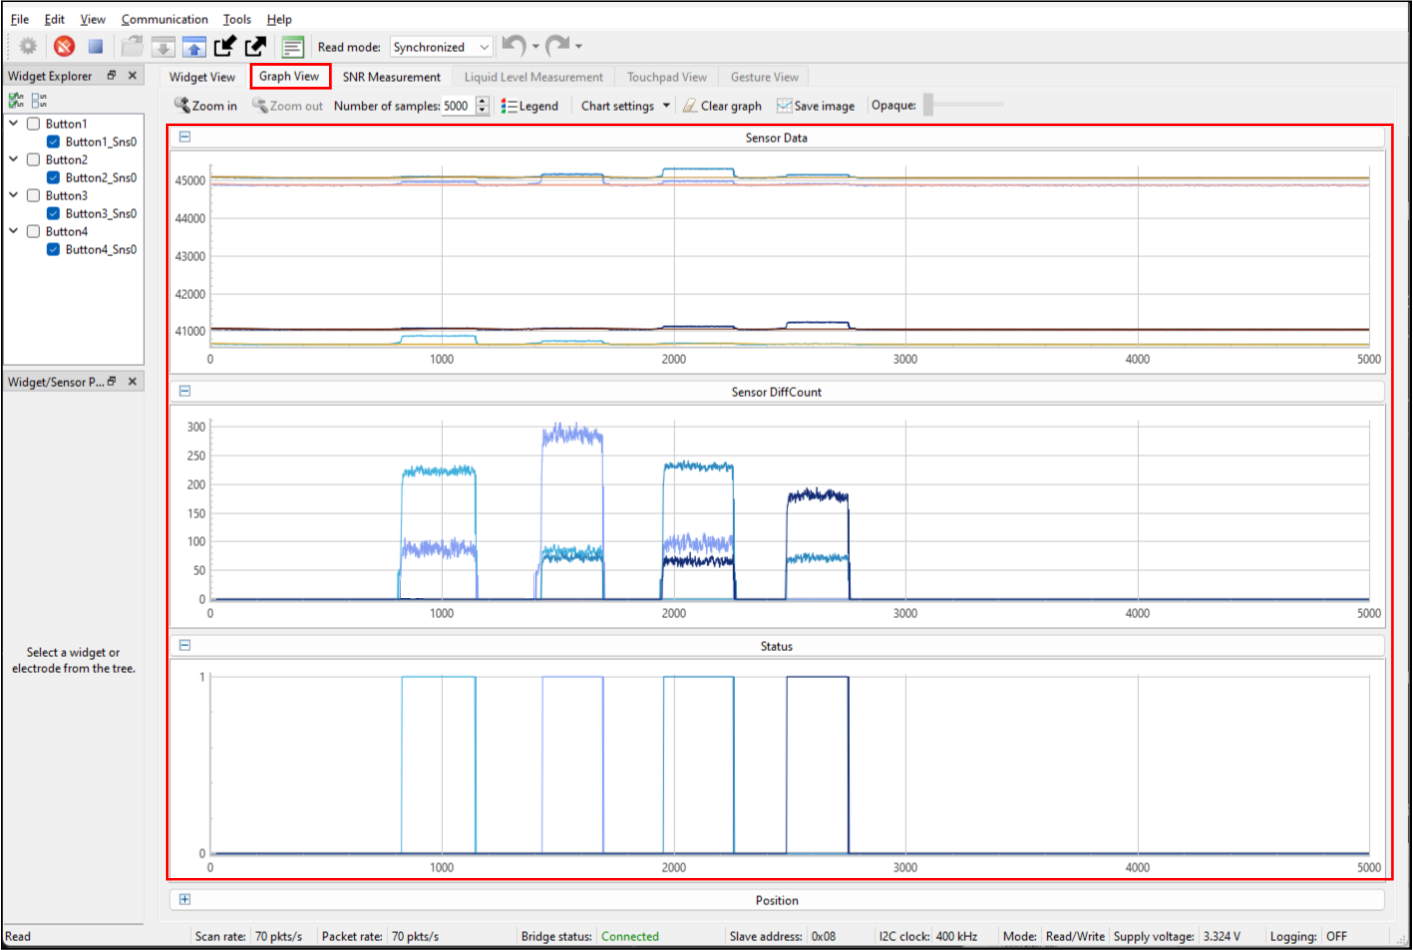 File Edit View Communication Tools Help
Read mode: Synchronized
Widget Explorer
Widget View Graph View SNR Measurement Liquid Level Measurement Touchpad View Gesture View
Zoom in Zoom out Number of samples: 5000 Legend Chart settings Clear graph Save image Opaque:
Button1
Button1_Sns0
Button2
Button2_Sns0
Button3
Button3_Sns0
Button4
Button4_Sns0
Widget/Sensor P...
Select a widget or
electrode from the tree.
Sensor Data
45000
44000
43000
42000
41000
0 1000 2000 3000 4000 5000
Sensor DiffCount
300
250
200
150
100
50
0
0 1000 2000 3000 4000 5000
Status
1
0
0 1000 2000 3000 4000 5000
Position
Read Scan rate: 70 pkts/s Packet rate: 70 pkts/s Bridge status: Connected Slave address: 0x08 I2C clock: 400 kHz Mode: Read/Write Supply voltage: 3.324 V Logging: OFF